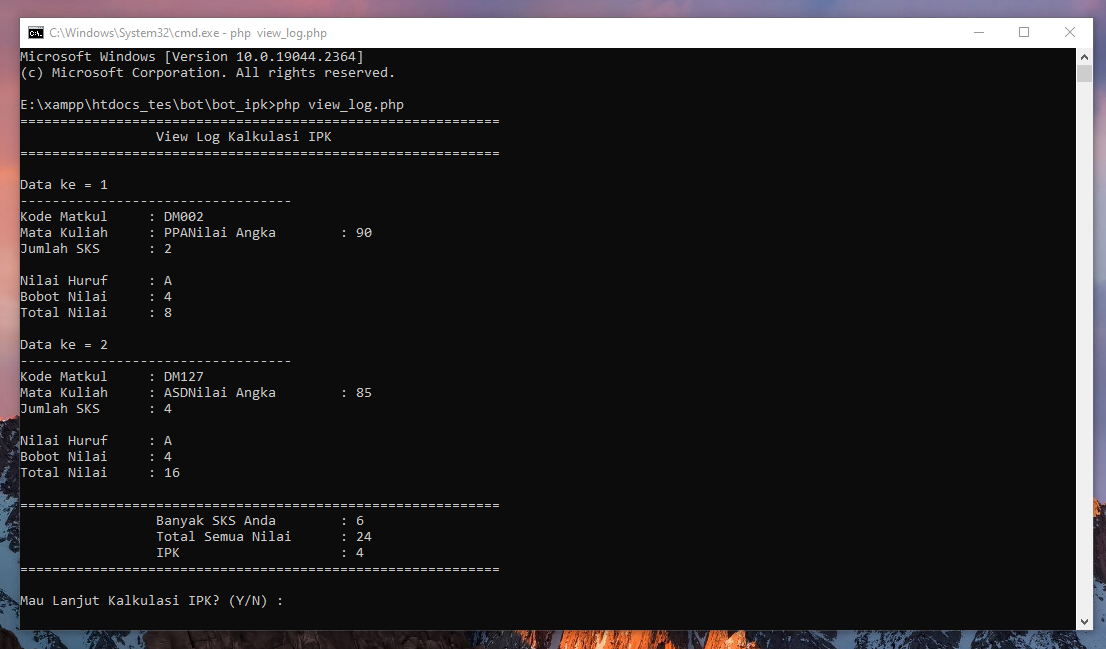 C:\Windows\System32\cmd.exe - php  view_log.php
Microsoft Windows [Version 10.0.19044.2364]
(c) Microsoft Corporation. All rights reserved.
E:\xampp\htdocs_tes\bot\bot_ipk>php view_log.php
============================================================
View Log Kalkulasi IPK
============================================================
Data ke = 1
----------------------------------
Kode Matkul     : DM002
Mata Kuliah     : PPANilai Angka        : 90
Jumlah SKS      : 2
Nilai Huruf     : A
Bobot Nilai     : 4
Total Nilai     : 8
Data ke = 2
----------------------------------
Kode Matkul     : DM127
Mata Kuliah     : ASDNilai Angka        : 85
Jumlah SKS      : 4
Nilai Huruf     : A
Bobot Nilai     : 4
Total Nilai     : 16
============================================================
Banyak SKS Anda        : 6
Total Semua Nilai      : 24
IPK                    : 4
============================================================
Mau Lanjut Kalkulasi IPK? (Y/N) :